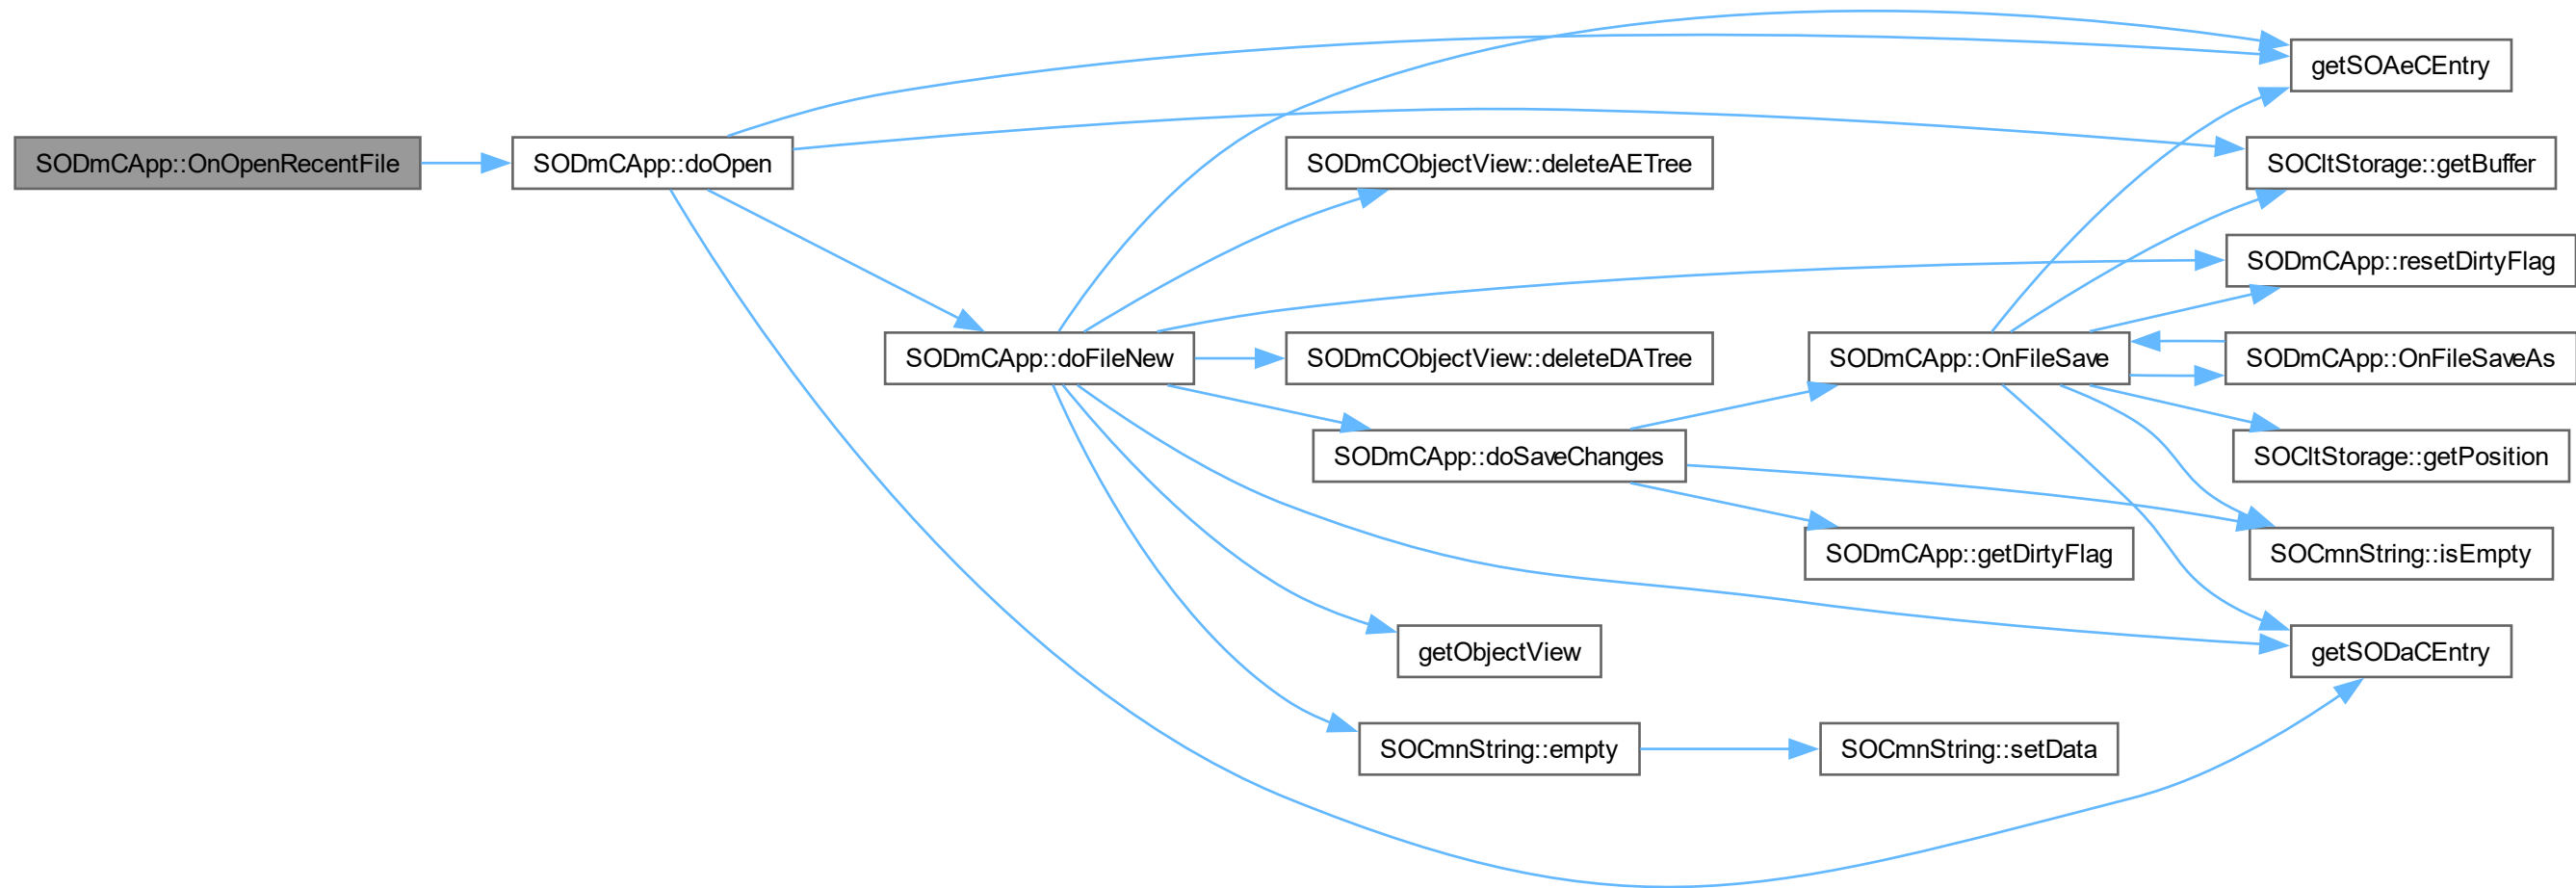 getSOAeCEntry
SODmCApp::OnOpenRecentFile
SODmCApp::doOpen
SODmCObjectView::deleteAETree
SOCltStorage::getBuffer
SODmCApp::resetDirtyFlag
SODmCApp::doFileNew
SODmCObjectView::deleteDATree
SODmCApp::OnFileSave
SODmCApp::OnFileSaveAs
SODmCApp::doSaveChanges
SOCltStorage::getPosition
SODmCApp::getDirtyFlag
SOCmnString::isEmpty
getObjectView
getSODaCEntry
SOCmnString::empty
SOCmnString::setData